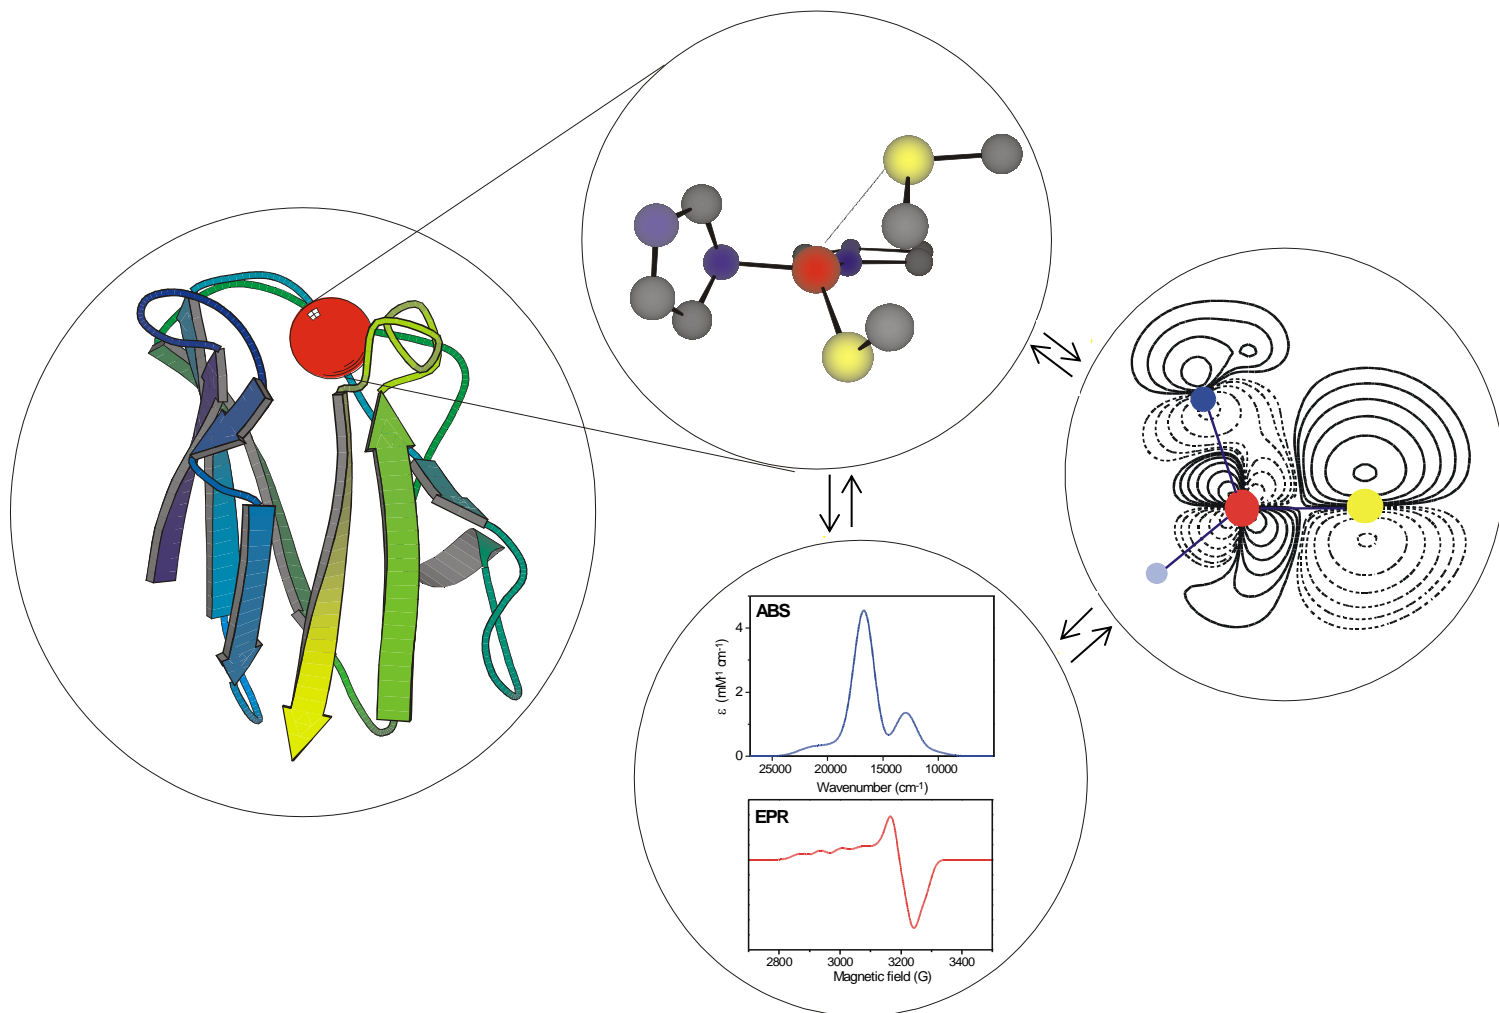 ABS
4
2
0
ε (mM-1 cm-1)
25000 20000 15000 10000
Wavenumber (cm-1)
EPR
2800 3000 3200 3400
Magnetic field (G)